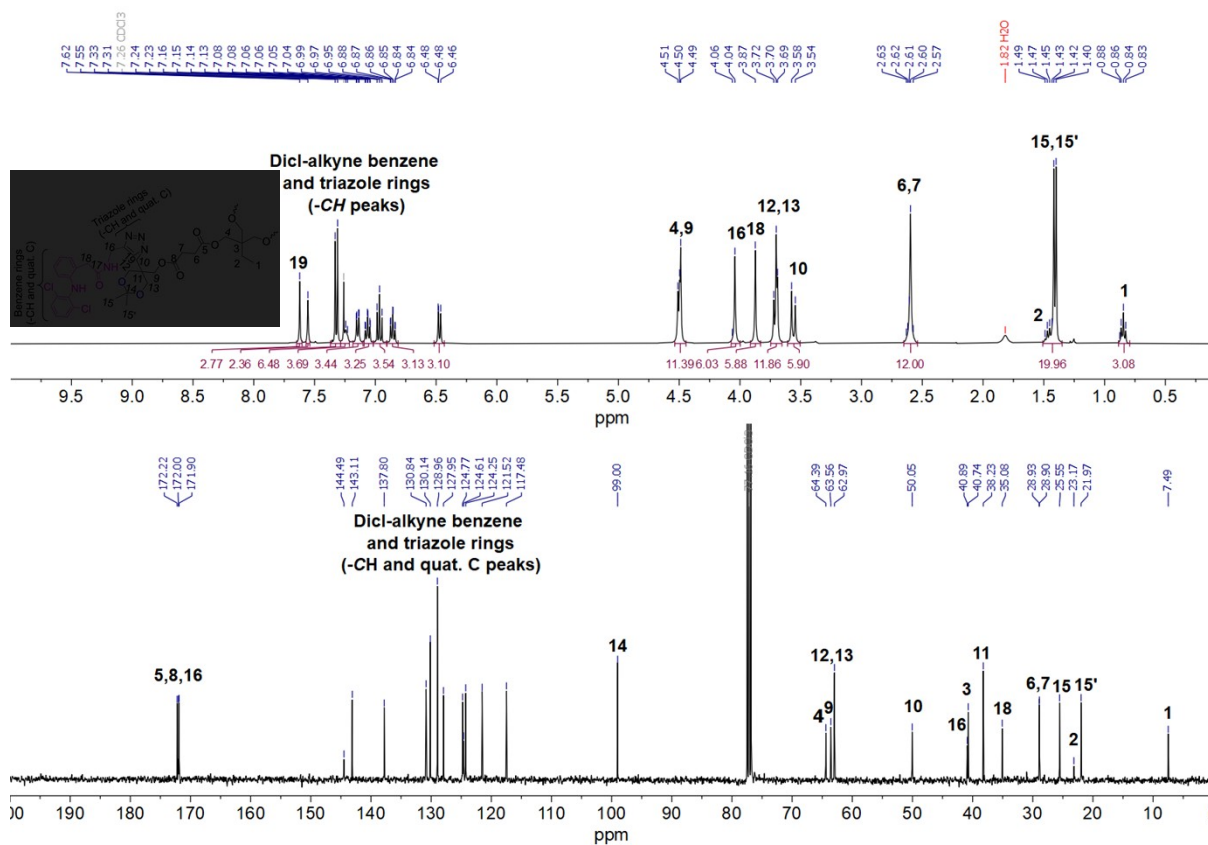 7.62 7.55 7.33 7.31 7.26 CDCl3 7.24 7.23 7.16 7.15 7.14 7.13 7.08 7.08 7.06 7.06 7.05 7.04 6.99 6.97 6.95 6.88 6.87 6.86 6.85 6.84 6.84 6.48 6.48 6.46 4.51 4.50 4.49 4.06 4.04 3.87 3.72 3.70 3.69 3.58 3.54 2.63 2.62 2.61 2.60 2.57 1.82 H2O 1.49 1.47 1.45 1.43 1.42 1.40 0.88 0.86 0.84 0.83
Dicl-alkyne benzene
and triazole rings
(-CH peaks)
19 4,9 16 18 12,13 10 6,7 2 15,15' 1
Triazole rings
(-CH and quat. C)
Benzene rings
(-CH and quat. C)
2.77 2.36 6.48 3.69 3.44 3.25 3.54 3.13 3.10 11.39 6.03 5.88 11.86 5.90 12.00 19.96 3.08
9.5 9.0 8.5 8.0 7.5 7.0 6.5 6.0 5.5 5.0 4.5 4.0 3.5 3.0 2.5 2.0 1.5 1.0 0.5
ppm
172.22 172.00 171.90 144.49 143.11 137.80 130.84 130.14 128.96 127.95 124.77 124.61 124.25 121.52 117.48 99.00 64.39 63.56 62.97 50.05 40.89 40.74 38.23 35.08 28.93 28.90 25.55 23.17 21.97 7.49
Dicl-alkyne benzene
and triazole rings
(-CH and quat. C peaks)
5,8,16 14 4 9 12,13 10 16 3 11 18 6,7 15 2 15' 1
00 190 180 170 160 150 140 130 120 110 100 90 80 70 60 50 40 30 20 10
ppm